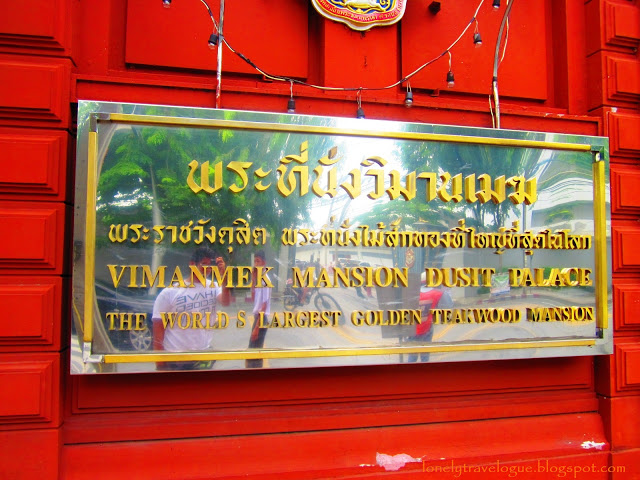 พระที่นั่งวิมานเมฆ
พระราชวังดุสิต พระที่นั่งไม้สักทองที่ใหญ่ที่สุดในโลก
VIMANMEK MANSION DUSIT PALACE
THE WORLD S LARGEST GOLDEN TEAKWOOD MANSION
lonelytravelogue.blogspot.com